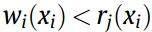 wᵢ(xᵢ) < rⱼ(xᵢ)